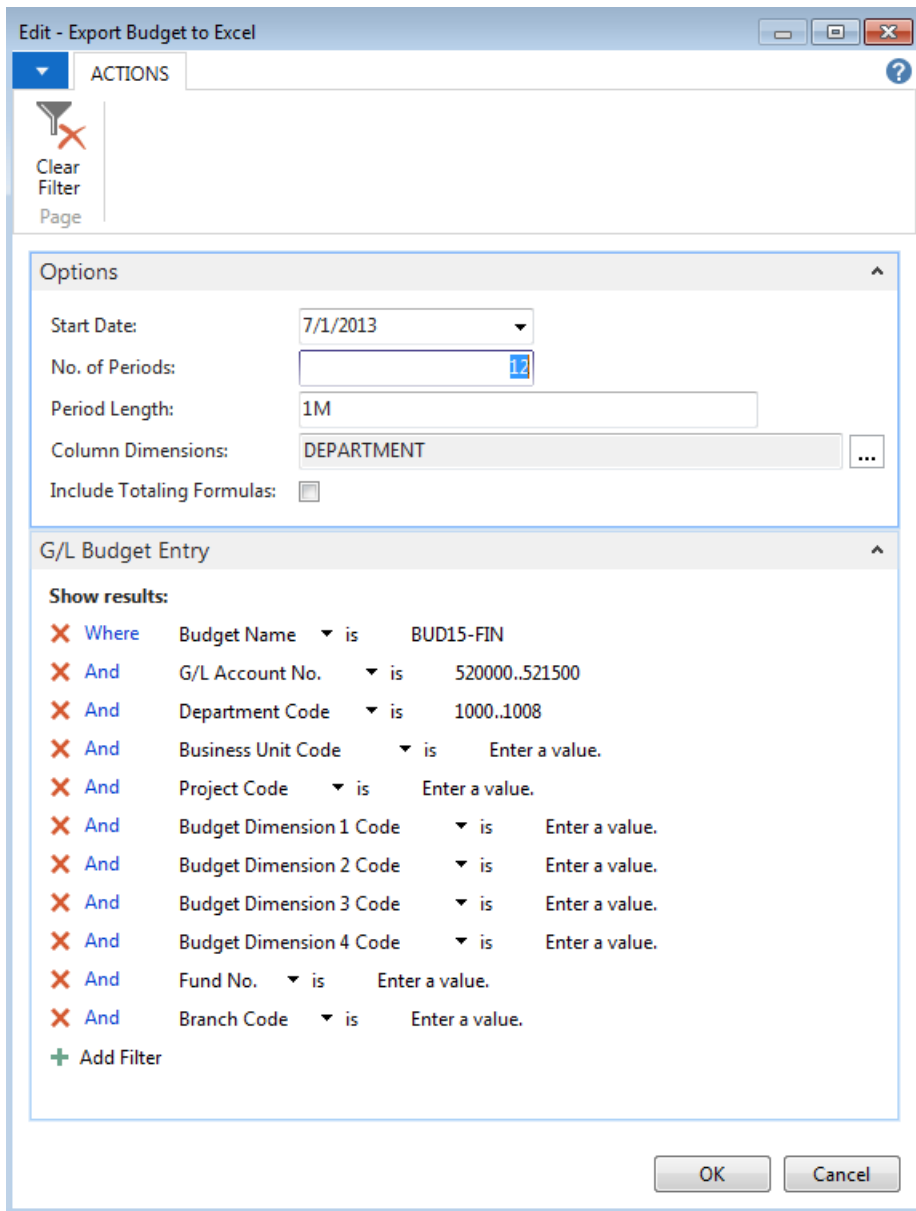 Edit - Export Budget to Excel
ACTIONS
Clear
Filter
Page
Options
Start Date: 7/1/2013
No. of Periods: 12
Period Length: 1M
Column Dimensions: DEPARTMENT ...
Include Totaling Formulas:
G/L Budget Entry
Show results:
Where Budget Name is BUD15-FIN
And G/L Account No. is 520000..521500
And Department Code is 1000..1008
And Business Unit Code is Enter a value.
And Project Code is Enter a value.
And Budget Dimension 1 Code is Enter a value.
And Budget Dimension 2 Code is Enter a value.
And Budget Dimension 3 Code is Enter a value.
And Budget Dimension 4 Code is Enter a value.
And Fund No. is Enter a value.
And Branch Code is Enter a value.
Add Filter
OK Cancel